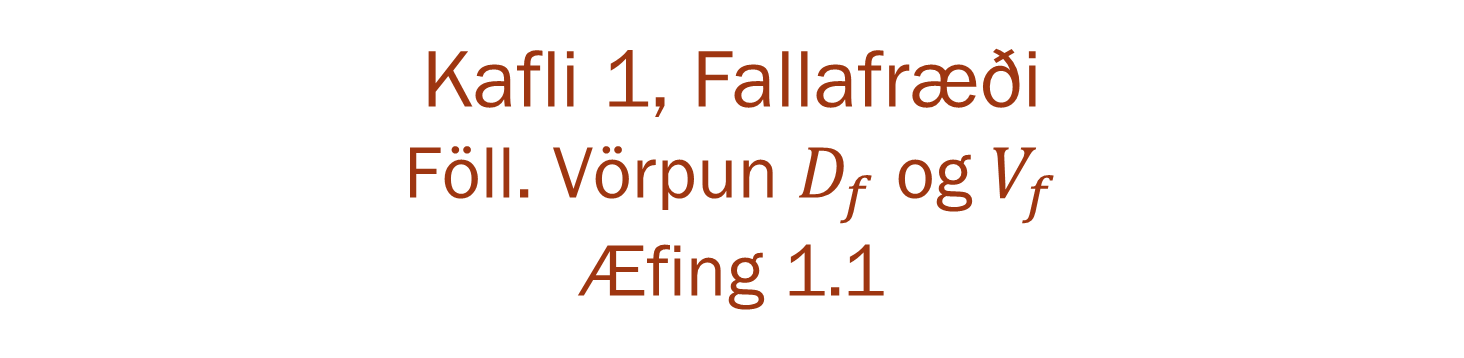 Kafli 1, Fallafræði
Föll. Vörpun $D_f$ og $V_f$
Æfing 1.1